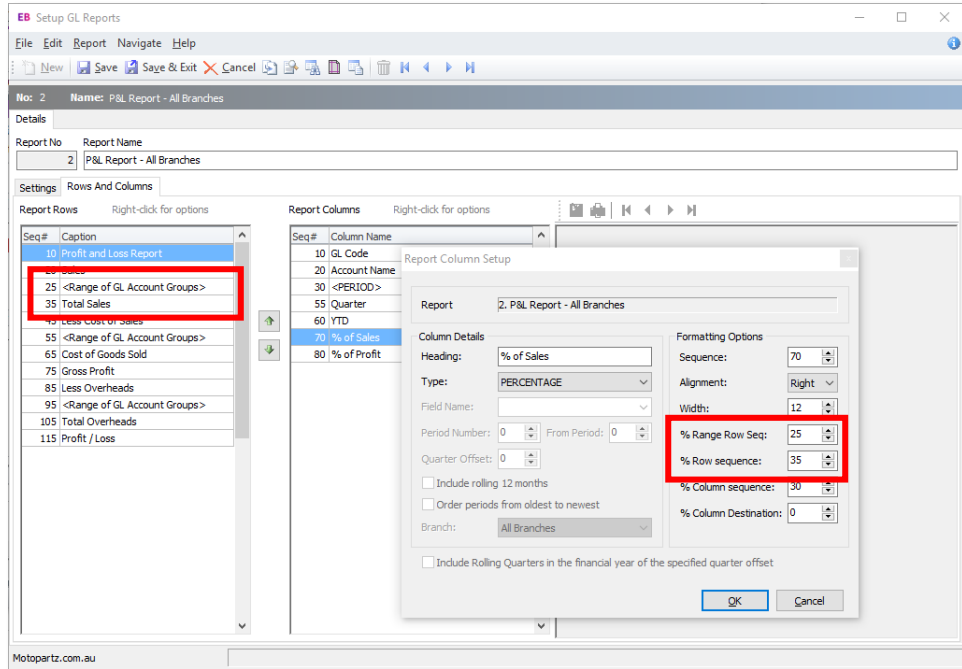 EB Setup GL Reports
File Edit Report Navigate Help
New Save Save & Exit Cancel
No: 2 Name: P&L Report - All Branches
Details
Report No Report Name
2 P&L Report - All Branches
Settings Rows And Columns
Report Rows Right-click for options
Seq# Caption
10 Profit and Loss Report
20 Sales
25 <Range of GL Account Groups>
35 Total Sales
45 Less Cost of Sales
55 <Range of GL Account Groups>
65 Cost of Goods Sold
75 Gross Profit
85 Less Overheads
95 <Range of GL Account Groups>
105 Total Overheads
115 Profit / Loss
Report Columns Right-click for options
Seq# Column Name
10 GL Code
20 Account Name
30 <PERIOD>
55 Quarter
60 YTD
70 % of Sales
80 % of Profit
Report Column Setup
Report 2. P&L Report - All Branches
Column Details
Heading: % of Sales
Type: PERCENTAGE
Field Name:
Period Number: 0 From Period: 0
Quarter Offset: 0
Include rolling 12 months
Order periods from oldest to newest
Branch: All Branches
Formatting Options
Sequence: 70
Alignment: Right
Width: 12
% Range Row Seq: 25
% Row sequence: 35
% Column sequence: 30
% Column Destination: 0
Include Rolling Quarters in the financial year of the specified quarter offset
OK Cancel
Motopartz.com.au